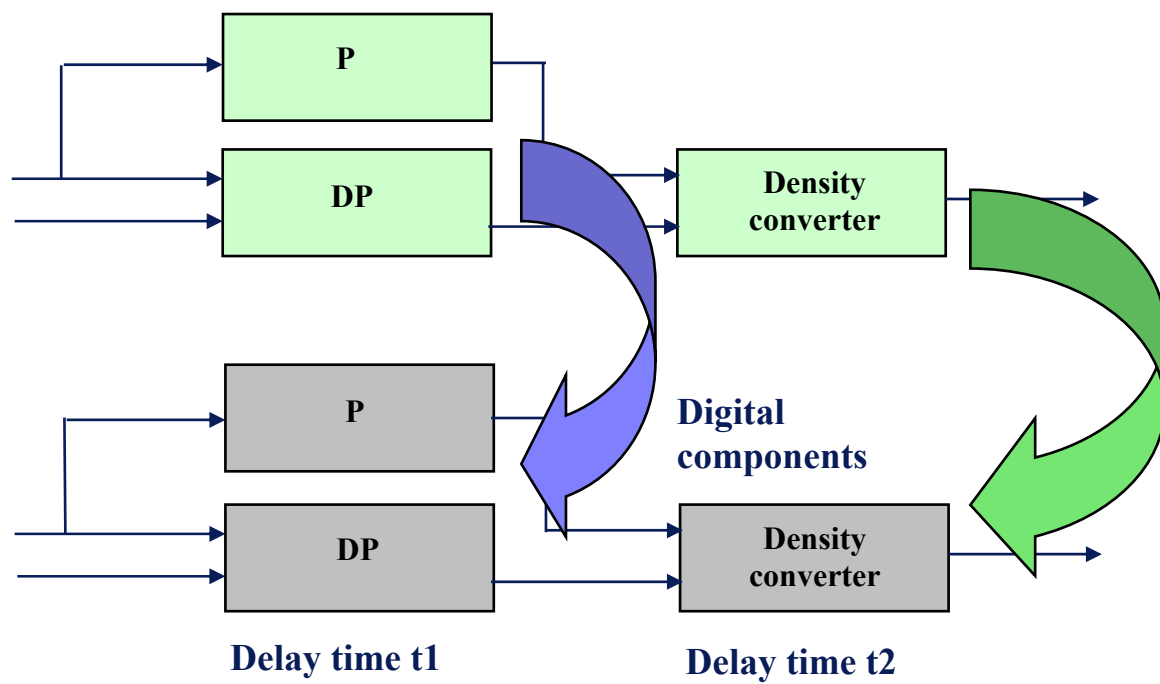 P
DP
Density
converter
P
Digital
components
DP
Density
converter
Delay time t1
Delay time t2